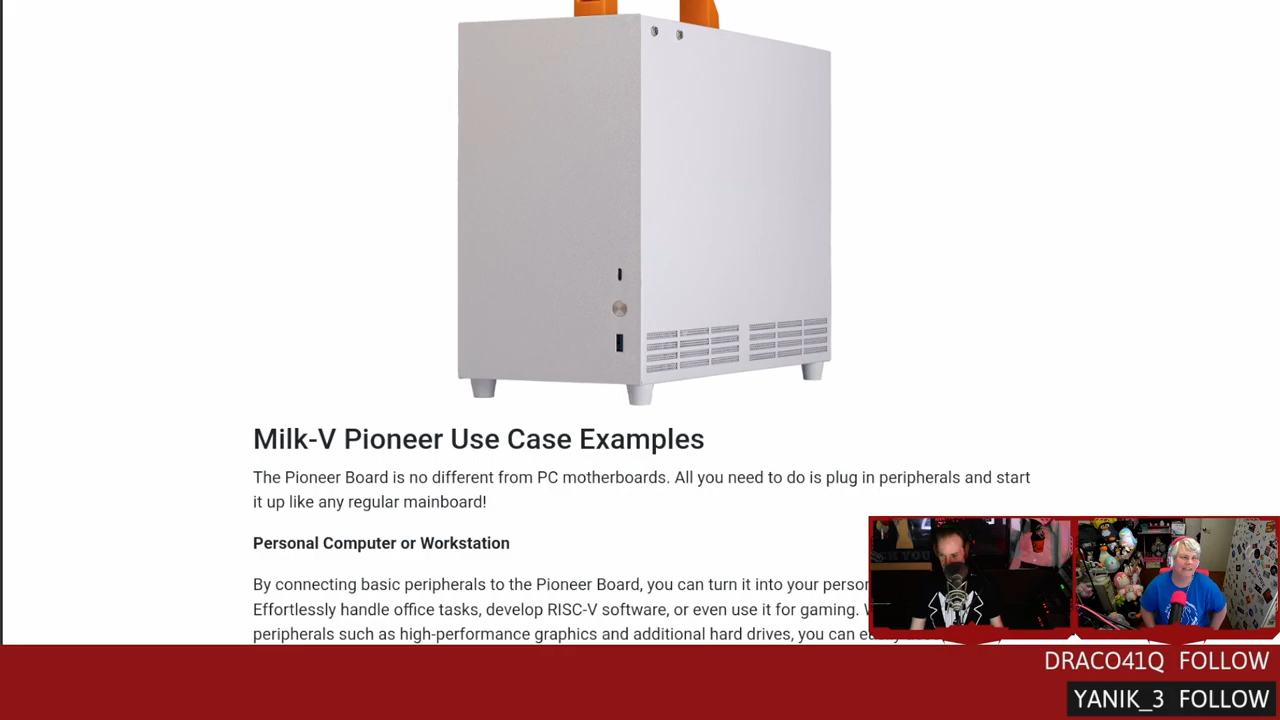 Milk-V Pioneer Use Case Examples
The Pioneer Board is no different from PC motherboards. All you need to do is plug in peripherals and start
it up like any regular mainboard!
Personal Computer or Workstation
By connecting basic peripherals to the Pioneer Board, you can turn it into your person
Effortlessly handle office tasks, develop RISC-V software, or even use it for gaming.
peripherals such as high-performance graphics and additional hard drives, you can
DRACO41Q FOLLOW
YANIK_3 FOLLOW